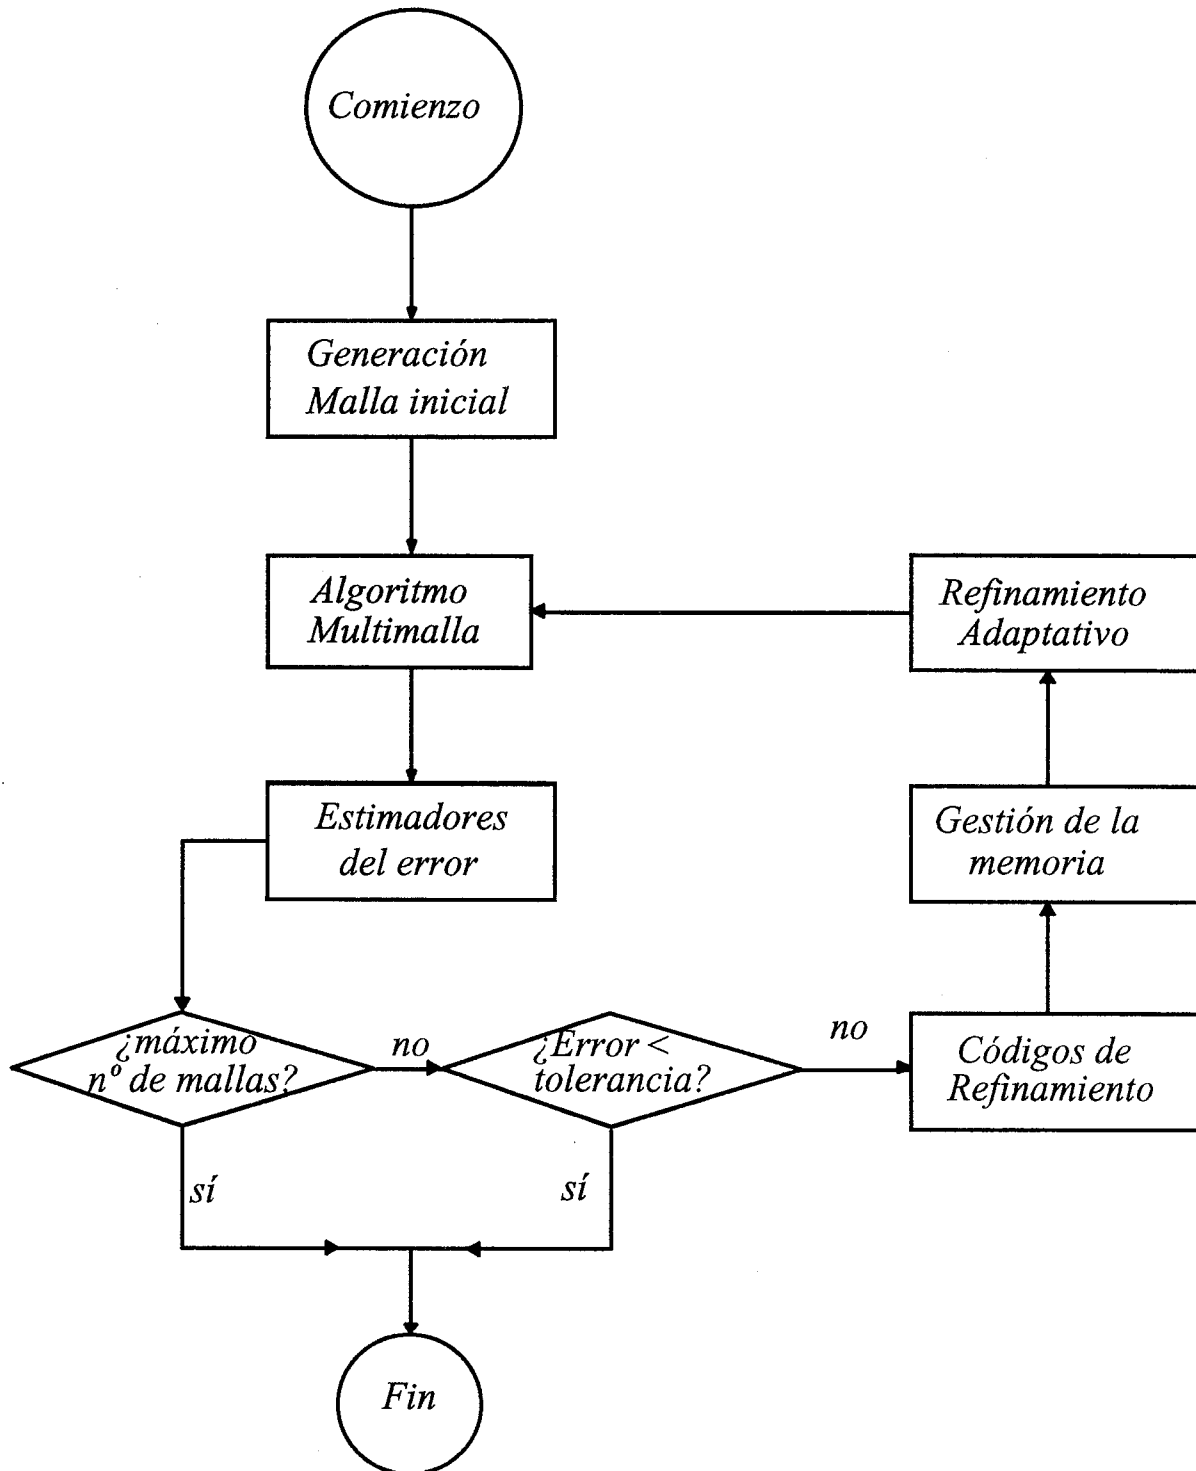 Comienzo
Generación
Malla inicial
Algoritmo
Multimalla
Refinamiento
Adaptativo
Estimadores
del error
Gestión de la
memoria
¿máximo
nº de mallas?
no
¿Error <
tolerancia?
no
Códigos de
Refinamiento
sí
sí
Fin